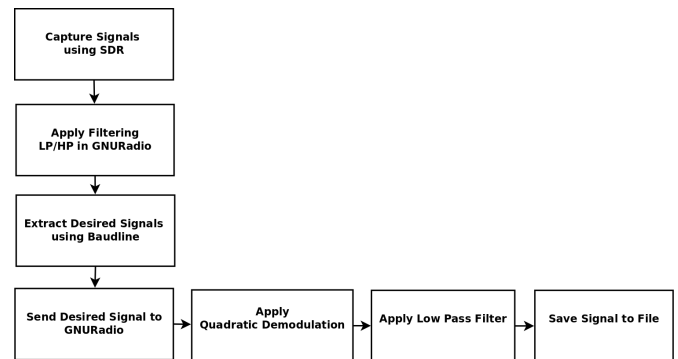 Capture Signals
using SDR
Apply Filtering
LP/HP in GNURadio
Extract Desired Signals
using Baudline
Send Desired Signal to
GNURadio
Apply
Quadratic Demodulation
Apply Low Pass Filter
Save Signal to File